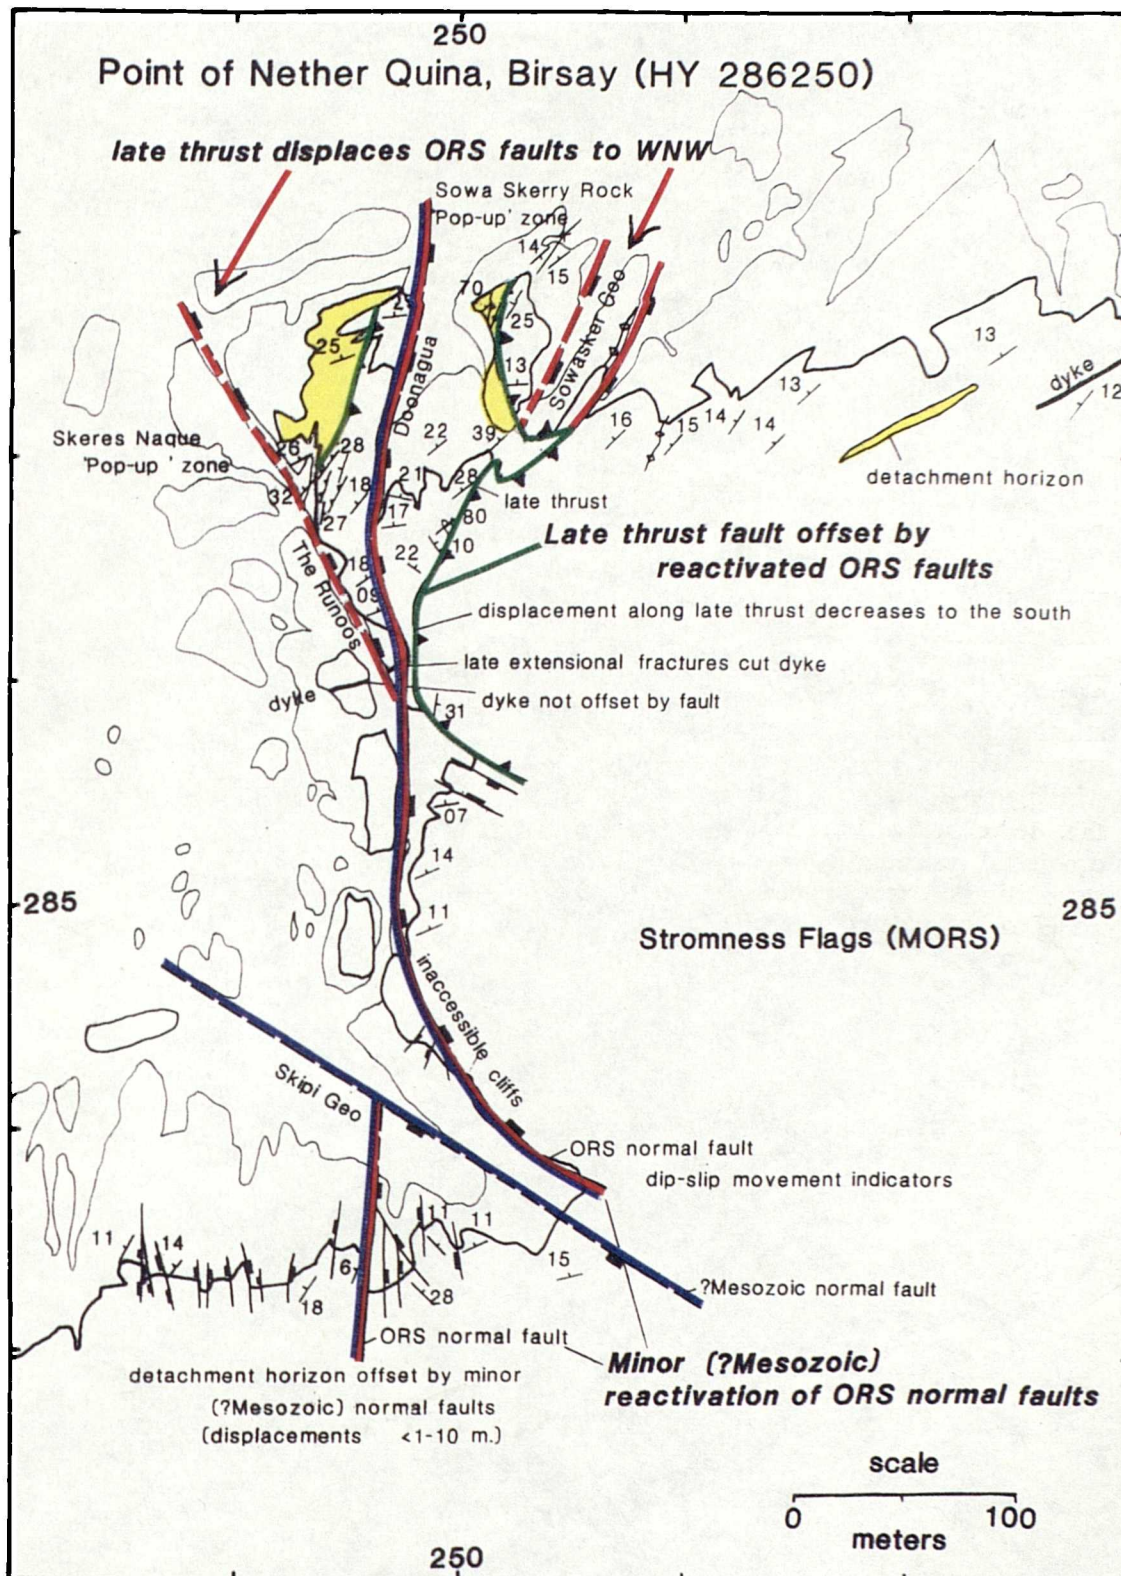 250
Point of Nether Quina, Birsay (HY 286250)
late thrust displaces ORS faults to WNW
Sowa Skerry Rock
'Pop-up' zone
14
15
70
25
25
25
13
Doonagua
Sowasker Geo
13
13
dyke
12
16
15
14
14
22
39
Skeres Naque
'Pop-up' zone
26
28
32
18
21
28
detachment horizon
27
17
late thrust
80
10
Late thrust fault offset by
reactivated ORS faults
The Runoos
18
22
09
displacement along late thrust decreases to the south
late extensional fractures cut dyke
dyke
dyke not offset by fault
31
07
14
285
285
11
Stromness Flags (MORS)
inaccessible cliffs
Skipi Geo
ORS normal fault
dip-slip movement indicators
11
14
11
11
6
15
18
28
?Mesozoic normal fault
ORS normal fault
Minor (?Mesozoic)
reactivation of ORS normal faults
detachment horizon offset by minor
(?Mesozoic) normal faults
(displacements <1-10 m.)
scale
0 100
meters
250